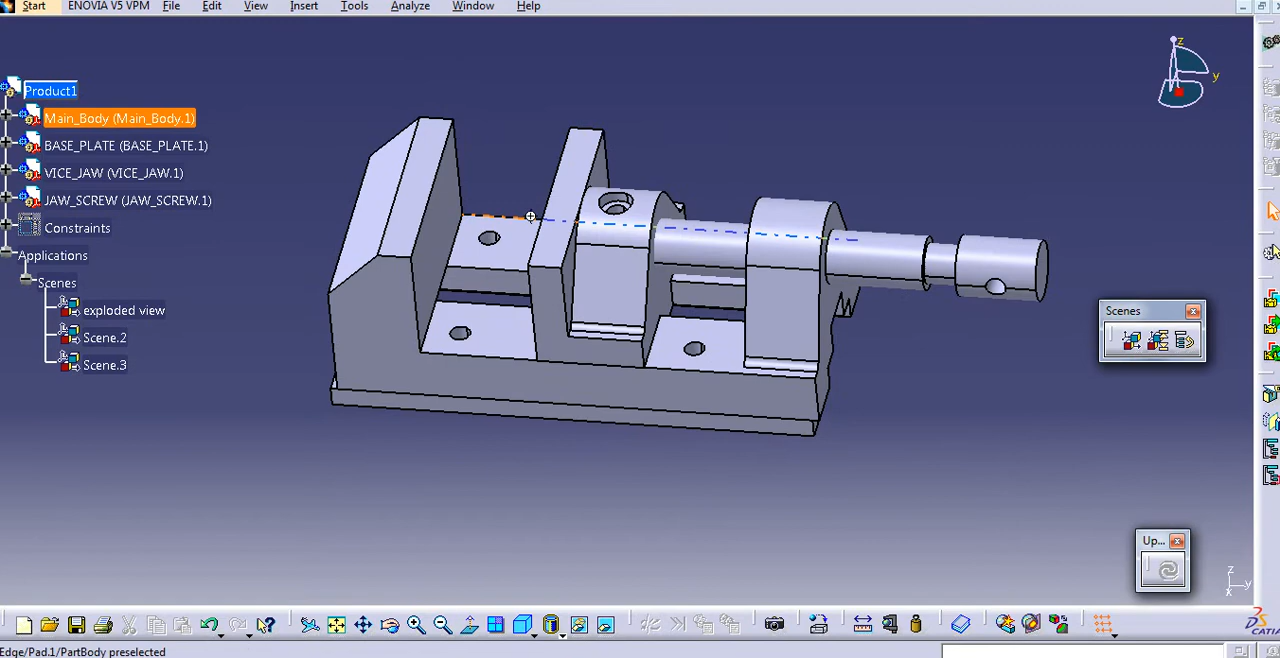 Start ENOVIA V5 VPM File Edit View Insert Tools Analyze Window Help
z
y
Product1
Main_Body (Main_Body.1)
BASE_PLATE (BASE_PLATE.1)
VICE_JAW (VICE_JAW.1)
JAW_SCREW (JAW_SCREW.1)
Constraints
Applications
Scenes
exploded view
Scene.2
Scene.3
Scenes
Up...
z
y
x
CATIA
Edge/Pad.1/PartBody preselected